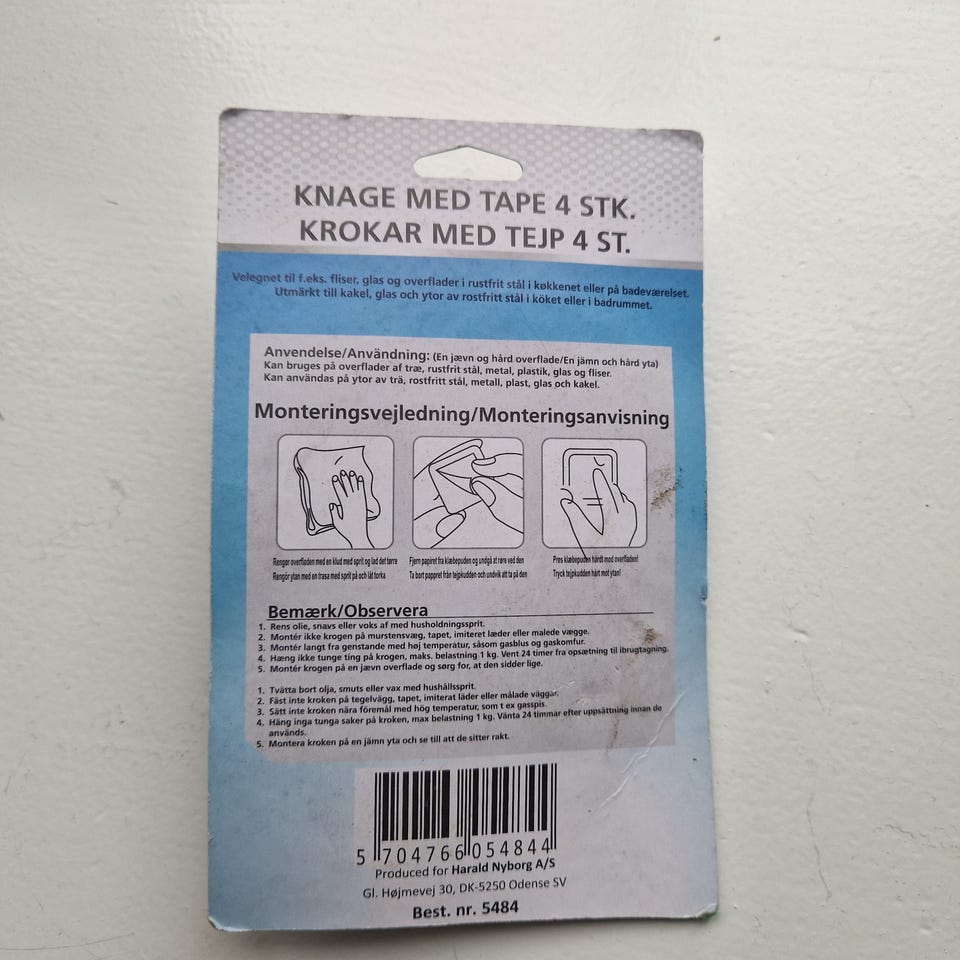 KNAGE MED TAPE 4 STK.
KROKAR MED TEJP 4 ST.
Velegnet til f.eks. fliser, glas og overflader i rustfrit stål i køkkenet eller på badeværelset.
Utmärkt till kakel, glas och ytor av rostfritt stål i köket eller i badrummet.
Anvendelse/Användning: (En jævn og hård overflade/En jämn och hård yta)
Kan bruges på overflader af træ, rustfrit stål, metal, plastik, glas og fliser.
Kan användas på ytor av trä, rostfritt stål, metall, plast, glas och kakel.
Monteringsvejledning/Monteringsanvisning
Rengør overfladen med en klud med sprit og lad det tørre
Rengör ytan med en trasa med sprit på och låt torka
Fjern papiret fra klæbepuden og undgå at røre ved den
Ta bort pappret från tejpkudden och undvik att ta på den
Pres klæbepuden hårdt mod overfladen!
Tryck tejpkudden hårt mot ytan!
Bemærk/Observera
1. Rens olie, snavs eller voks af med husholdningssprit.
2. Montér ikke krogen på murstensvæg, tapet, imiteret læder eller malede vægge.
3. Montér langt fra genstande med høj temperatur, såsom gasblus og gaskomfur.
4. Hæng ikke tunge ting på krogen, maks. belastning 1 kg. Vent 24 timer fra opsætning til ibrugtagning.
5. Montér krogen på en jævn overflade og sørg for, at den sidder lige.
1. Tvätta bort olja, smuts eller vax med hushållssprit.
2. Fäst inte kroken på tegelvägg, tapet, imiterat läder eller målade väggar.
3. Sätt inte kroken nära föremål med hög temperatur, som t ex gasspis.
4. Häng inga tunga saker på kroken, max belastning 1 kg. Vänta 24 timmar efter uppsättning innan de
används.
5. Montera kroken på en jämn yta och se till att de sitter rakt.
5 704766 054844
Produced for Harald Nyborg A/S
Gl. Højmevej 30, DK-5250 Odense SV
Best. nr. 5484